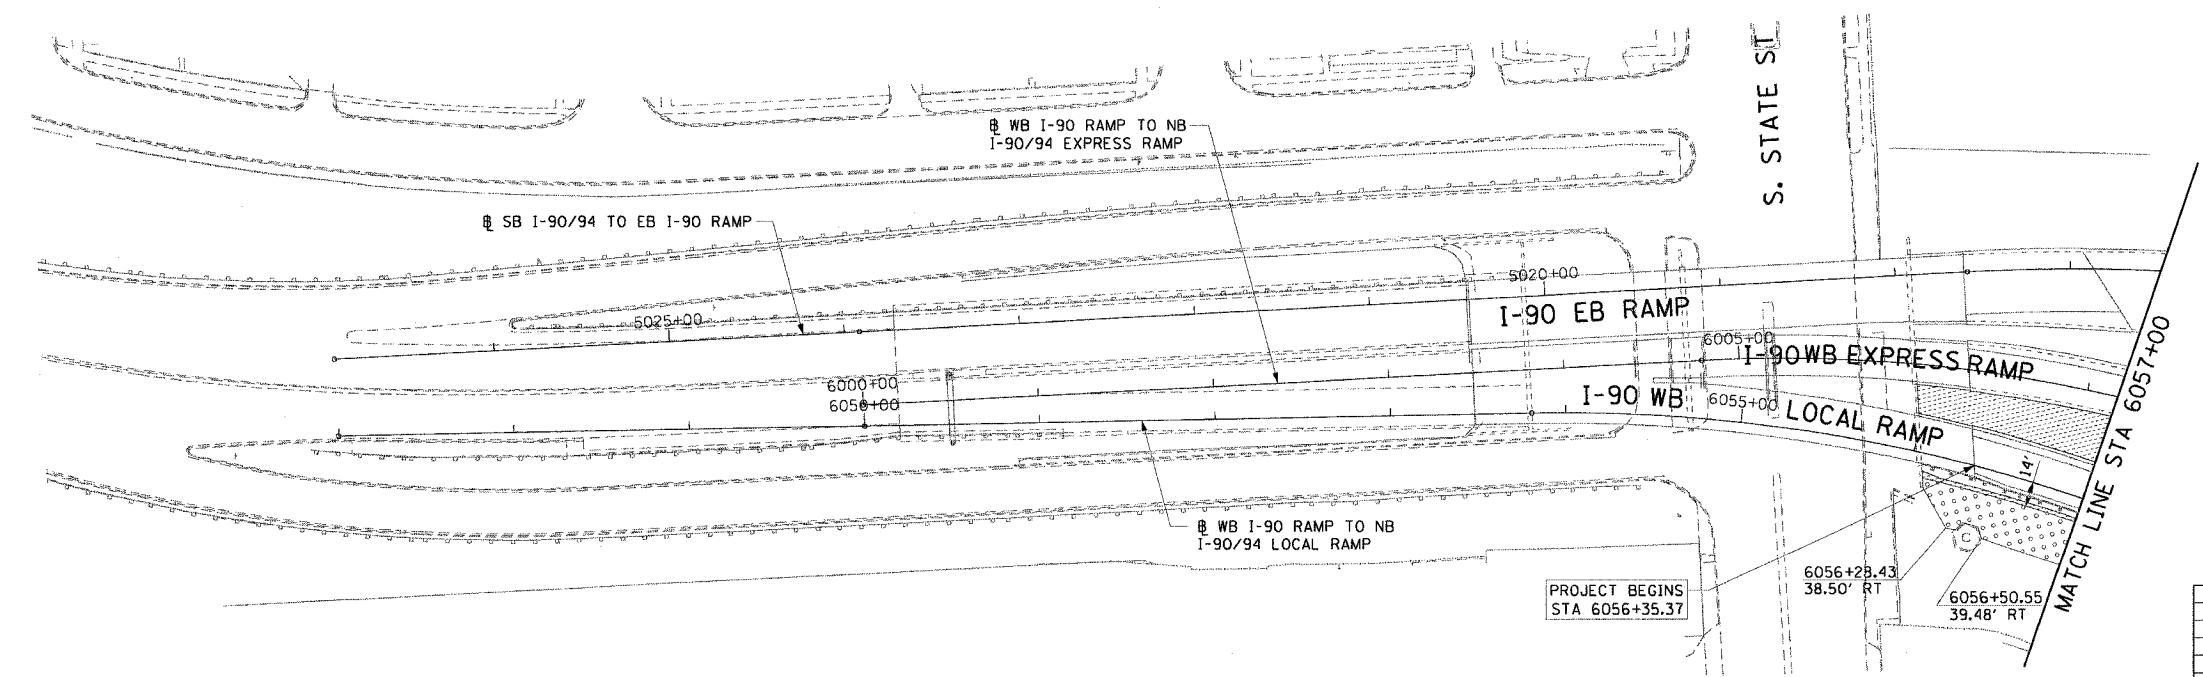 S. STATE ST
℄ WB I-90 RAMP TO NB
I-90/94 EXPRESS RAMP
℄ SB I-90/94 TO EB I-90 RAMP
5020+00
I-90 EB RAMP
5025+00
6005+00
I-90 WB EXPRESS RAMP
6000+00
6050+00
I-90 WB
6055+00
LOCAL RAMP
14'
MATCH LINE STA 6057+00
℄ WB I-90 RAMP TO NB
I-90/94 LOCAL RAMP
C
PROJECT BEGINS
STA 6056+35.37
6056+28.43
38.50' RT
6056+50.55
39.48' RT